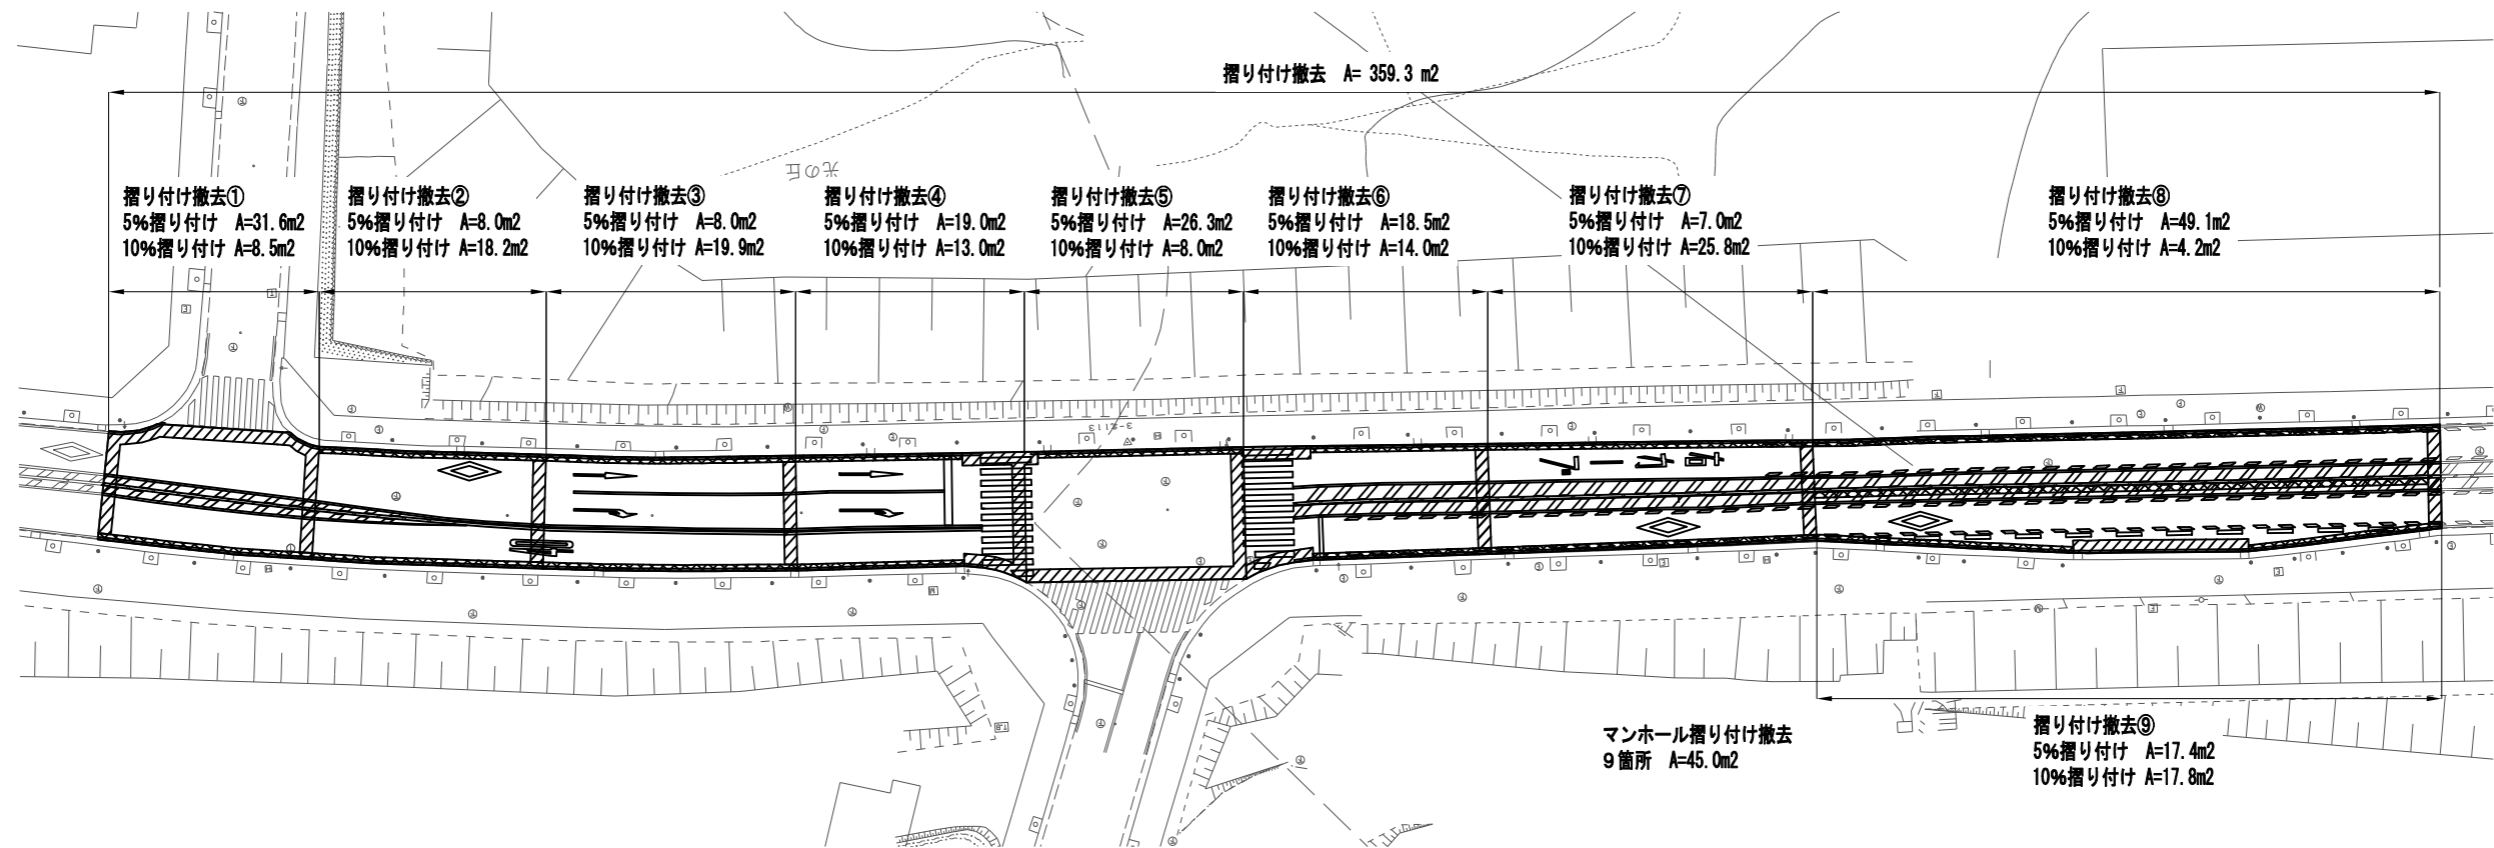 摺り付け撤去　A= 359.3 m2
摺り付け撤去①
5%摺り付け　A=31.6m2
10%摺り付け A=8.5m2
摺り付け撤去②
5%摺り付け　A=8.0m2
10%摺り付け A=18.2m2
摺り付け撤去③
5%摺り付け　A=8.0m2
10%摺り付け A=19.9m2
摺り付け撤去④
5%摺り付け　A=19.0m2
10%摺り付け A=13.0m2
摺り付け撤去⑤
5%摺り付け　A=26.3m2
10%摺り付け A=8.0m2
摺り付け撤去⑥
5%摺り付け　A=18.5m2
10%摺り付け A=14.0m2
摺り付け撤去⑦
5%摺り付け　A=7.0m2
10%摺り付け A=25.8m2
摺り付け撤去⑧
5%摺り付け　A=49.1m2
10%摺り付け A=4.2m2
光の丘
マンホール摺り付け撤去
９箇所　A=45.0m2
摺り付け撤去⑨
5%摺り付け　A=17.4m2
10%摺り付け A=17.8m2